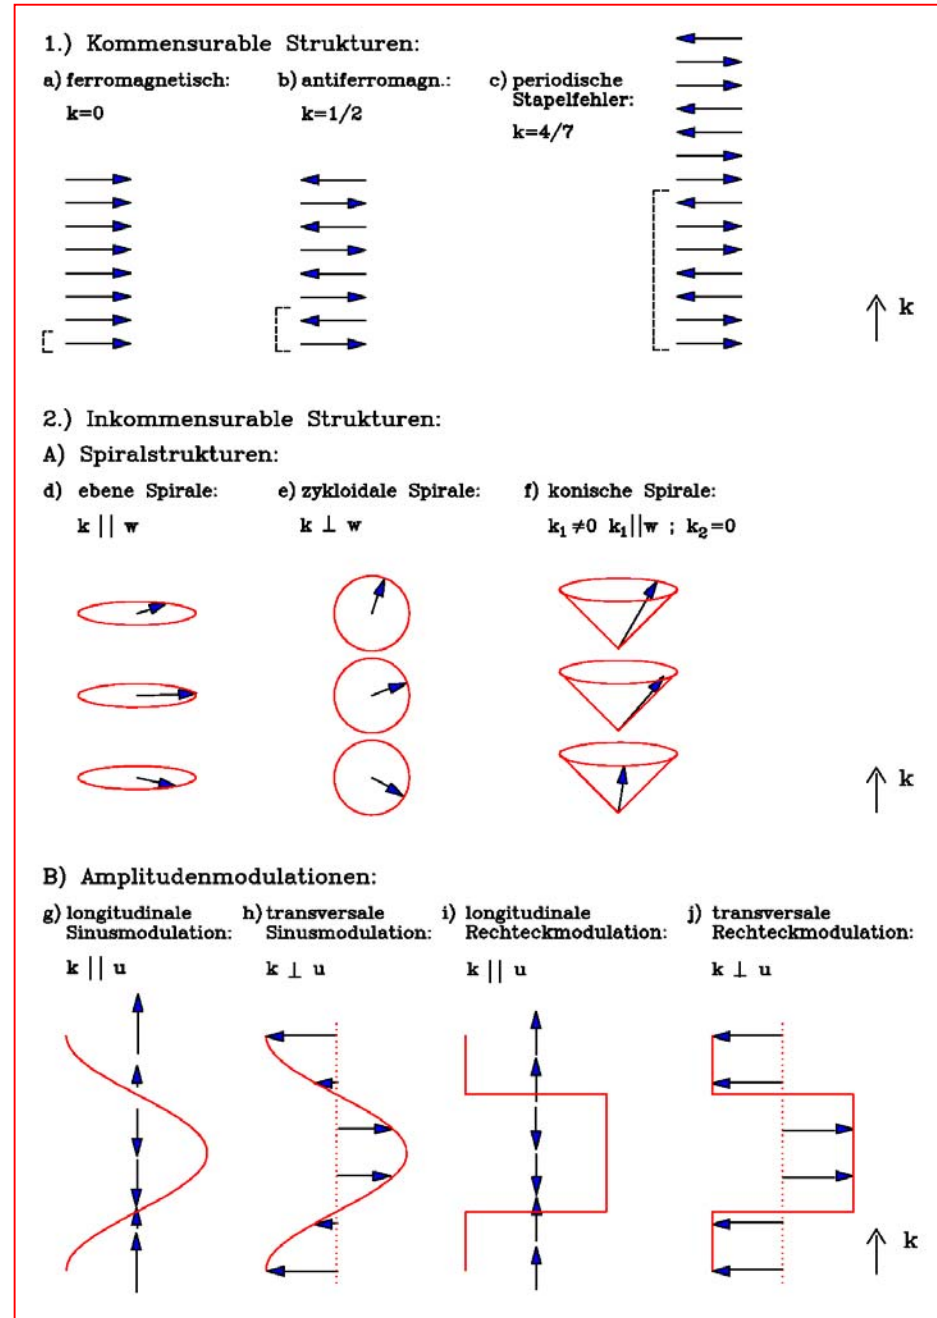 1.) Kommensurable Strukturen:
a) ferromagnetisch:
k=0
b) antiferromagn.:
k=1/2
c) periodische
Stapelfehler:
k=4/7
k
2.) Inkommensurable Strukturen:
A) Spiralstrukturen:
d) ebene Spirale:
k || w
e) zykloidale Spirale:
k ⊥ w
f) konische Spirale:
k₁≠0 k₁||w ; k₂=0
k
B) Amplitudenmodulationen:
g) longitudinale
Sinusmodulation:
k || u
h) transversale
Sinusmodulation:
k ⊥ u
i) longitudinale
Rechteckmodulation:
k || u
j) transversale
Rechteckmodulation:
k ⊥ u
k